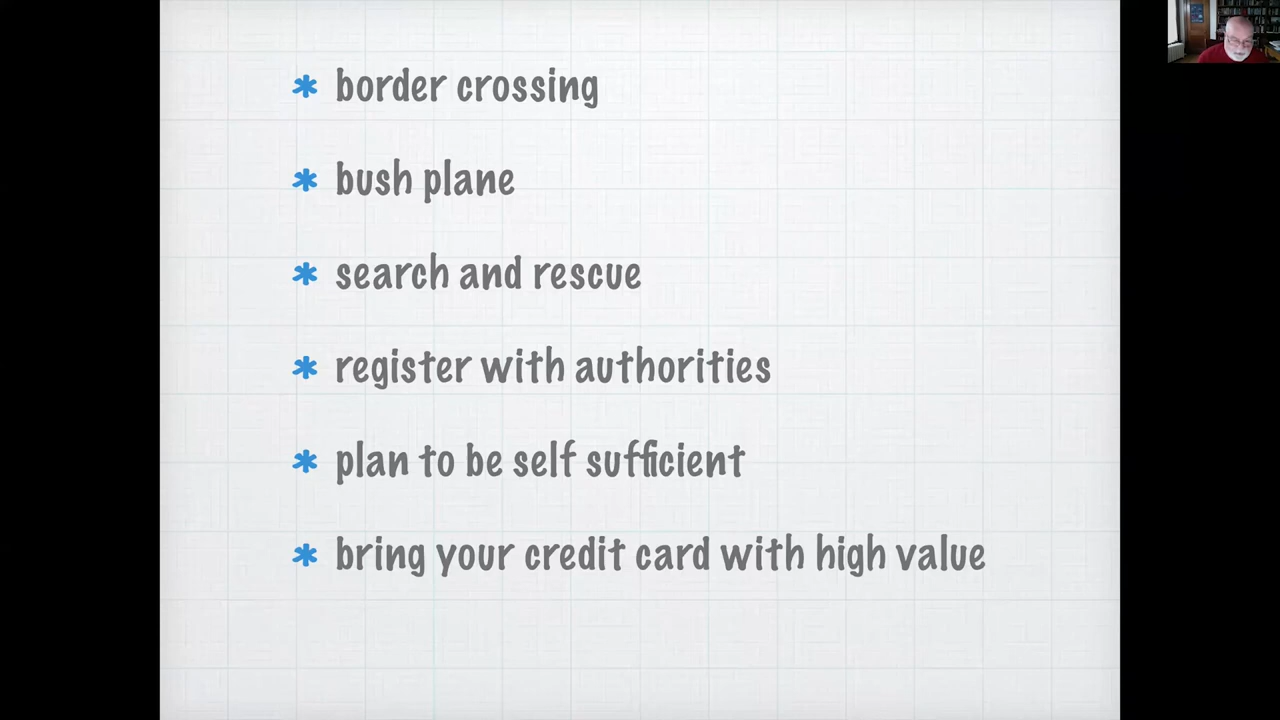 * border crossing
* bush plane
* search and rescue
* register with authorities
* plan to be self sufficient
* bring your credit card with high value